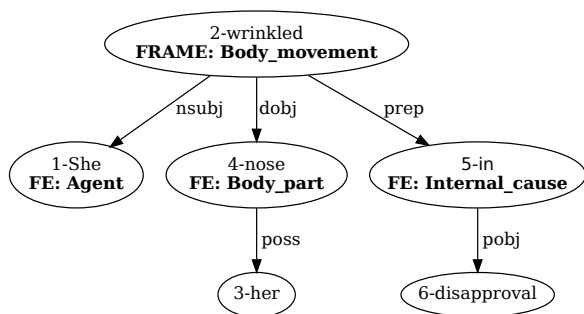 2-wrinkled
FRAME: Body_movement
nsubj
dobj
prep
1-She
FE: Agent
4-nose
FE: Body_part
5-in
FE: Internal_cause
poss
pobj
3-her
6-disapproval